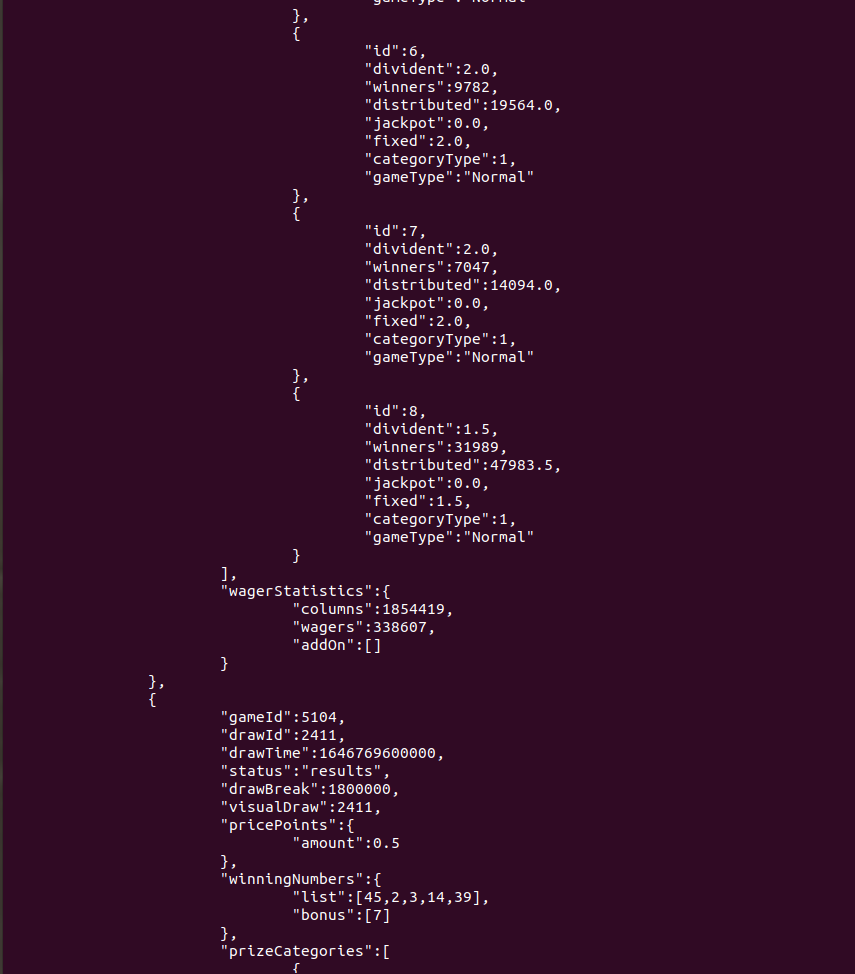 "gameType":"Normal"
},
{
"id":6,
"divident":2.0,
"winners":9782,
"distributed":19564.0,
"jackpot":0.0,
"fixed":2.0,
"categoryType":1,
"gameType":"Normal"
},
{
"id":7,
"divident":2.0,
"winners":7047,
"distributed":14094.0,
"jackpot":0.0,
"fixed":2.0,
"categoryType":1,
"gameType":"Normal"
},
{
"id":8,
"divident":1.5,
"winners":31989,
"distributed":47983.5,
"jackpot":0.0,
"fixed":1.5,
"categoryType":1,
"gameType":"Normal"
}
],
"wagerStatistics":{
"columns":1854419,
"wagers":338607,
"addOn":[]
}
},
{
"gameId":5104,
"drawId":2411,
"drawTime":1646769600000,
"status":"results",
"drawBreak":1800000,
"visualDraw":2411,
"pricePoints":{
"amount":0.5
},
"winningNumbers":{
"list":[45,2,3,14,39],
"bonus":[7]
},
"prizeCategories":[
{